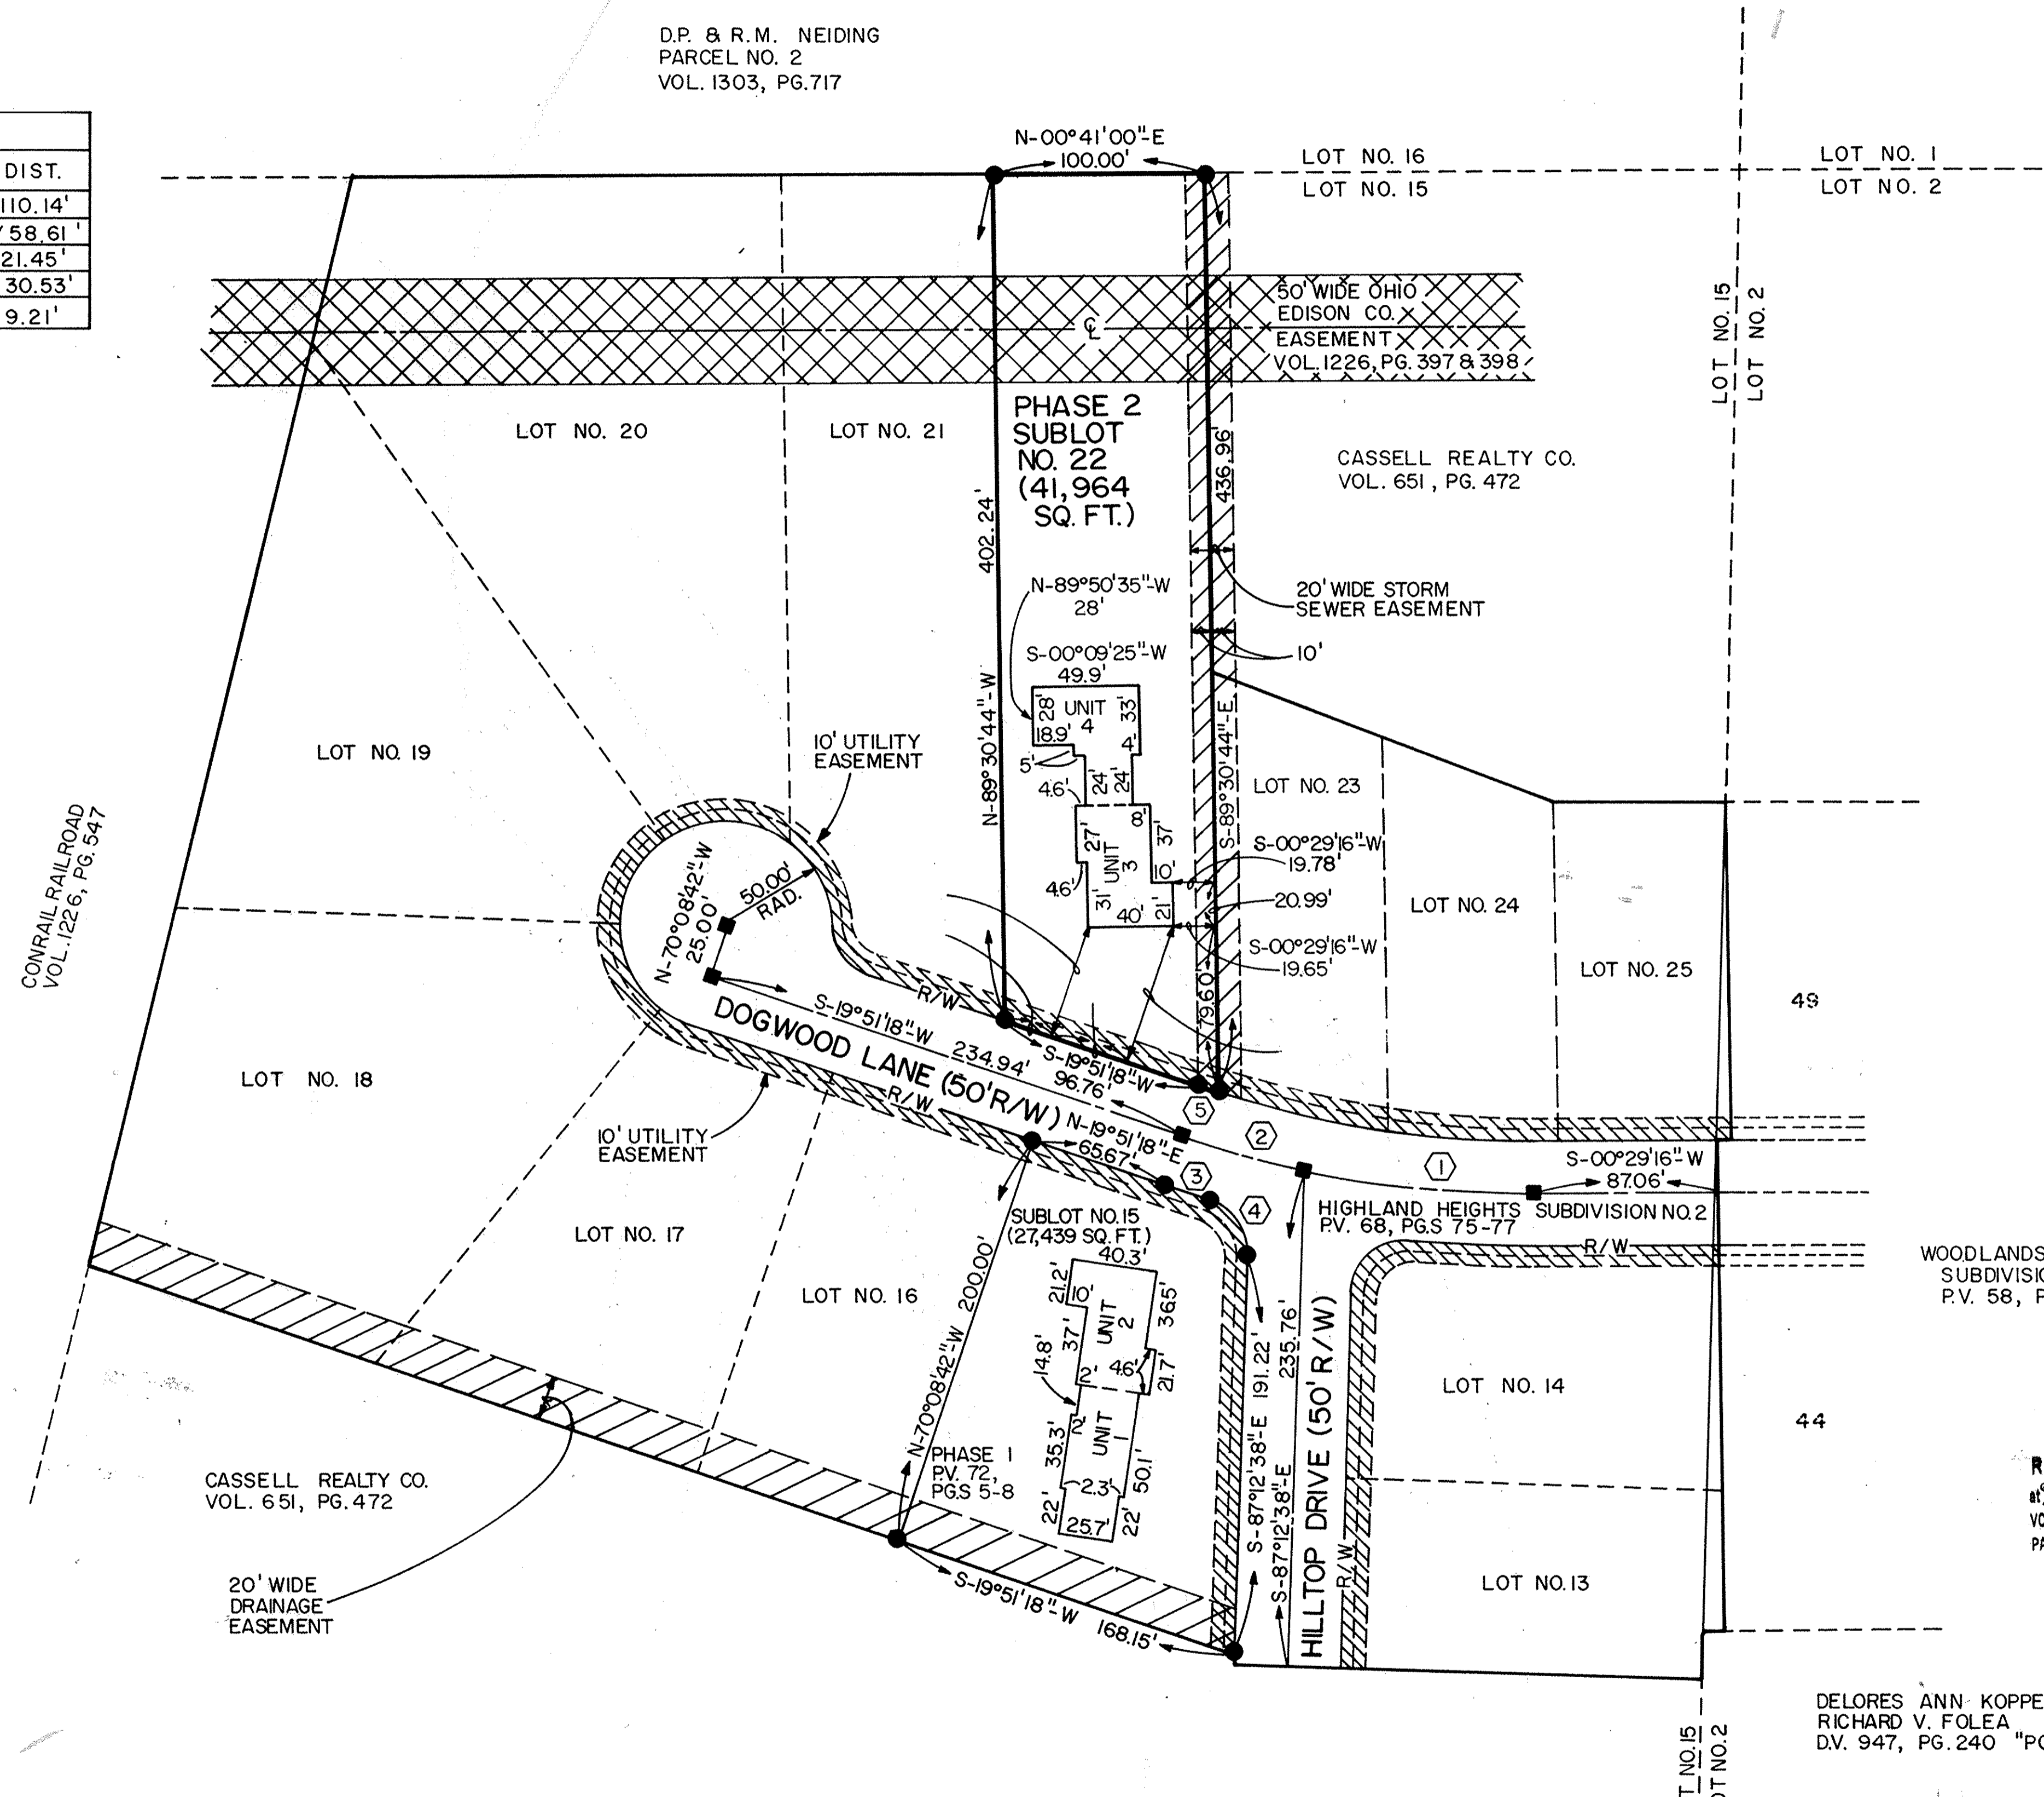 D.P. & R.M. NEIDING
PARCEL NO. 2
VOL. 1303, PG.717
DIST.
110.14'
58.61'
21.45'
30.53'
9.21'
N-00°41'00"-E
100.00'
LOT NO. 16
LOT NO. 15
LOT NO. 1
LOT NO. 2
LOT NO. 15
LOT NO. 2
50' WIDE OHIO
EDISON CO.
EASEMENT
VOL. 1226, PG. 397 & 398
℄
LOT NO. 20
LOT NO. 21
PHASE 2
SUBLOT
NO. 22
(41,964
SQ. FT.)
436.96'
CASSELL REALTY CO.
VOL. 651, PG. 472
402.24'
N-89°30'44"-W
N-89°50'35"-W
28'
S-00°09'25"-W
49.9'
20' WIDE STORM
SEWER EASEMENT
10'
28'
UNIT
4
33'
18.9'
4'
5'
24'
24'
4.6'
8'
27'
37'
UNIT
3
10'
4.6'
31'
40'
21'
S-89°30'44"-E
S-00°29'16"-W
19.78'
20.99'
S-00°29'16"-W
19.65'
79.60'
LOT NO. 19
10' UTILITY
EASEMENT
LOT NO. 23
LOT NO. 24
LOT NO. 25
49
CONRAIL RAILROAD
VOL. 1226, PG. 547
N-70°08'42"-W
25.00'
50.00'
RAD.
R/W
S-19°51'18"-W
234.94'
DOGWOOD LANE (50' R/W)
S-19°51'18"-W
96.76'
R/W
N-19°51'18"-E
65.67'
5
2
1
3
4
S-00°29'16"-W
87.06'
LOT NO. 18
10' UTILITY
EASEMENT
HIGHLAND HEIGHTS SUBDIVISION NO. 2
P.V. 68, PG.S 75-77
R/W
WOODLANDS
SUBDIVISIO
P.V. 58, P
LOT NO. 17
LOT NO. 16
SUBLOT NO. 15
(27,439 SQ. FT.)
40.3'
21.2'
10'
36.5'
UNIT
2
37'
14.8'
2'
4.6'
21.7'
2'
UNIT
1
35.3'
50.1'
2.3'
22'
25.7'
22'
N-70°08'42"-W 200.00'
PHASE 1
P.V. 72,
PG.S 5-8
S-87°12'38"-E 191.22'
S-87°12'38"-E
235.76'
HILLTOP DRIVE (50' R/W)
R/W
LOT NO. 14
44
LOT NO. 13
CASSELL REALTY CO.
VOL. 651, PG. 472
20' WIDE
DRAINAGE
EASEMENT
S-19°51'18"-W
168.15'
DELORES ANN KOPPE
RICHARD V. FOLEA
D.V. 947, PG. 240 "PC
T NO. 15
OT NO. 2